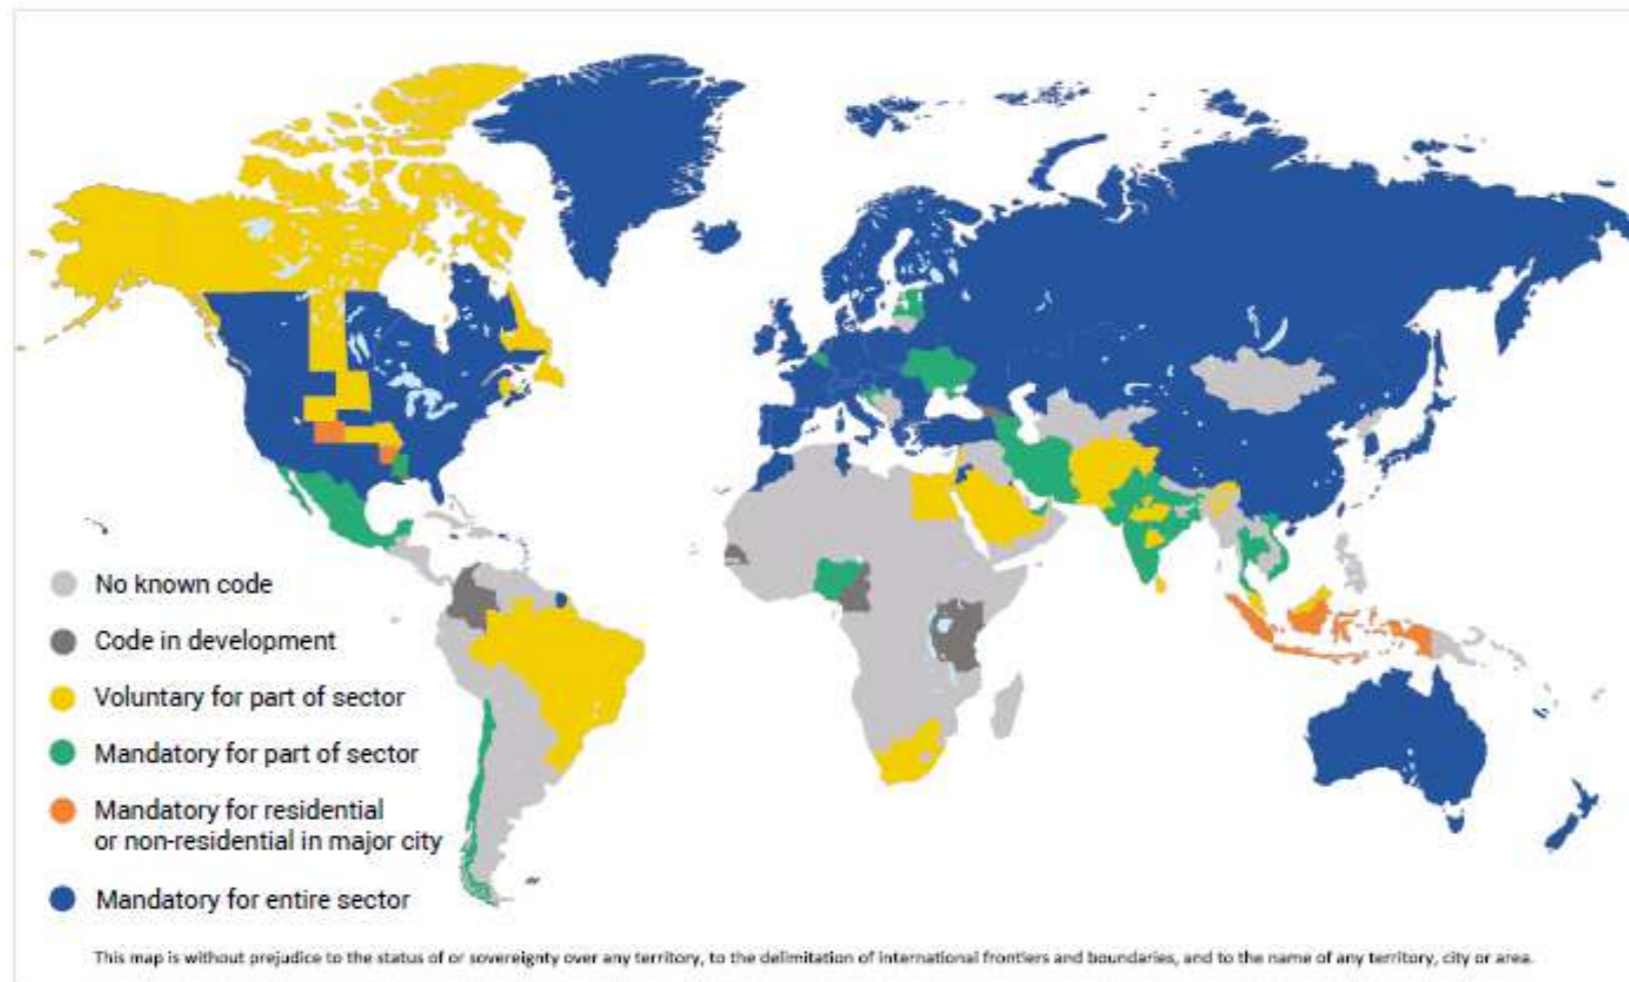 No known code
Code in development
Voluntary for part of sector
Mandatory for part of sector
Mandatory for residential
or non-residential in major city
Mandatory for entire sector
This map is without prejudice to the status of or sovereignty over any territory, to the delimitation of international frontiers and boundaries, and to the name of any territory, city or area.